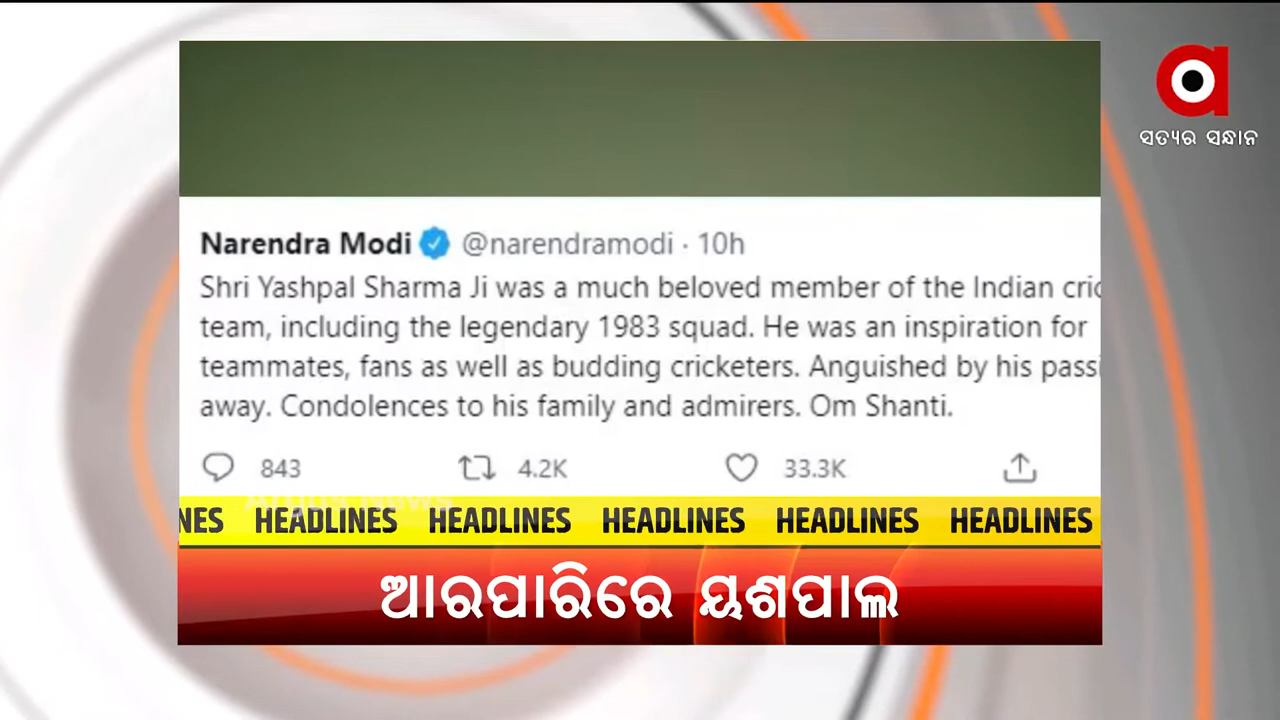 ସତ୍ୟର ସନ୍ଧାନ
Narendra Modi @narendramodi · 10h
Shri Yashpal Sharma Ji was a much beloved member of the Indian cric
team, including the legendary 1983 squad. He was an inspiration for
teammates, fans as well as budding cricketers. Anguished by his passi
away. Condolences to his family and admirers. Om Shanti.
843 4.2K 33.3K
Argus News
NES HEADLINES HEADLINES HEADLINES HEADLINES HEADLINES
ଆରପାରିରେ ୟଶପାଲ